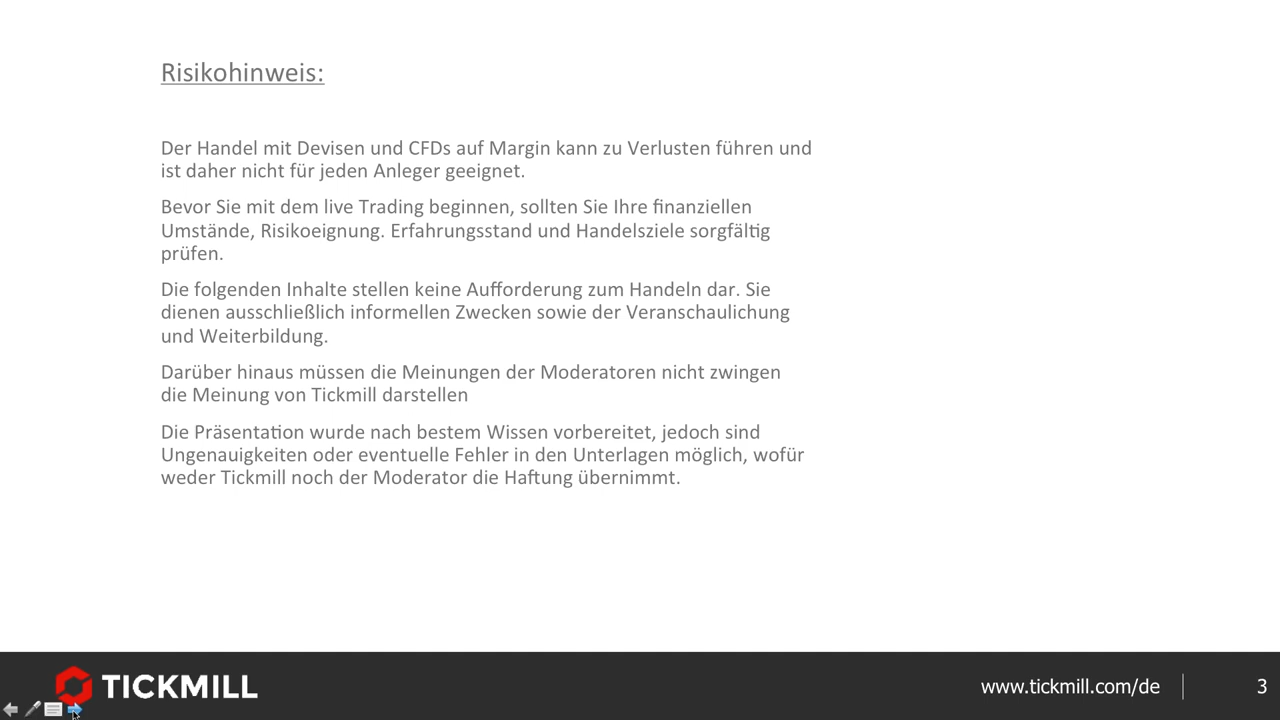 Risikohinweis:
Der Handel mit Devisen und CFDs auf Margin kann zu Verlusten führen und
ist daher nicht für jeden Anleger geeignet.
Bevor Sie mit dem live Trading beginnen, sollten Sie Ihre finanziellen
Umstände, Risikoeignung. Erfahrungsstand und Handelsziele sorgfältig
prüfen.
Die folgenden Inhalte stellen keine Aufforderung zum Handeln dar. Sie
dienen ausschließlich informellen Zwecken sowie der Veranschaulichung
und Weiterbildung.
Darüber hinaus müssen die Meinungen der Moderatoren nicht zwingen
die Meinung von Tickmill darstellen
Die Präsentation wurde nach bestem Wissen vorbereitet, jedoch sind
Ungenauigkeiten oder eventuelle Fehler in den Unterlagen möglich, wofür
weder Tickmill noch der Moderator die Haftung übernimmt.
TICKMILL
www.tickmill.com/de
3